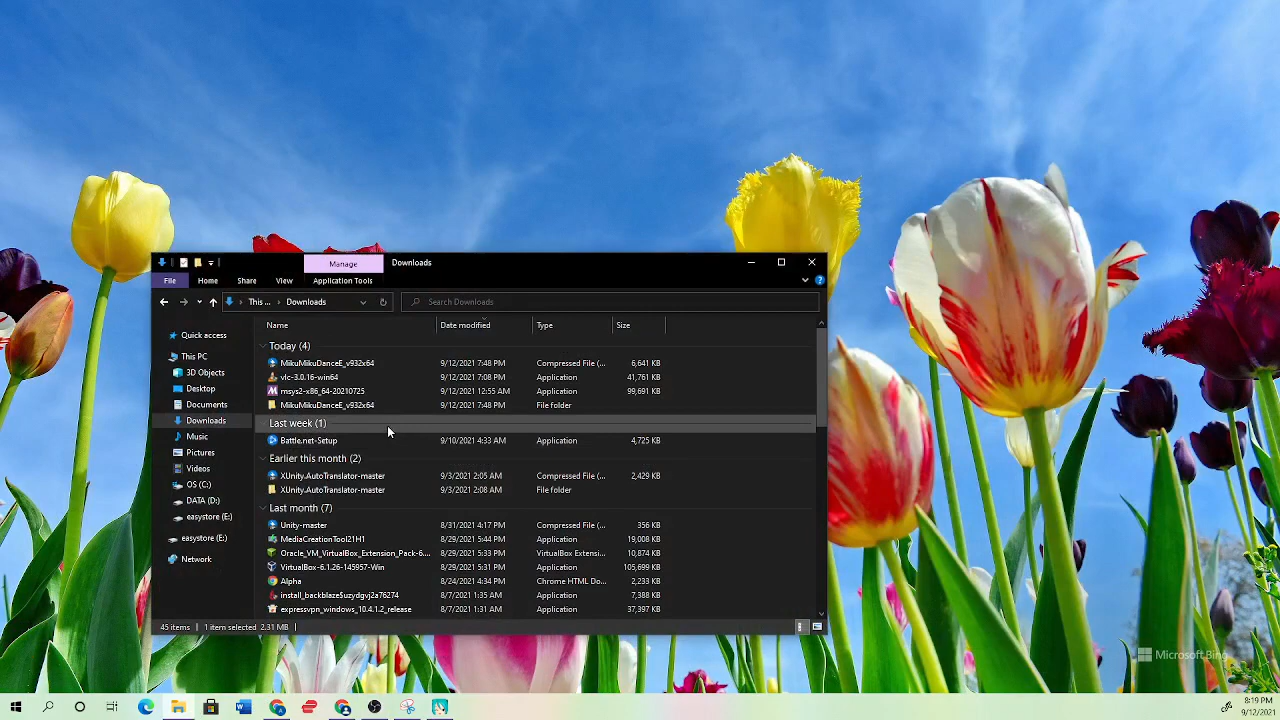 Manage
Downloads
File
Home
Share
View
Application Tools
This ...
Downloads
Search Downloads
Name
Date modified
Type
Size
Quick access
This PC
3D Objects
Desktop
Documents
Downloads
Music
Pictures
Videos
OS (C:)
DATA (D:)
easystore (E:)
easystore (E:)
Network
Today (4)
MikuMikuDanceE_v932x64 9/12/2021 7:48 PM Compressed File (... 6,641 KB
vlc-3.0.16-win64 9/12/2021 7:08 PM Application 41,761 KB
msys2-x86_64-20210725 9/12/2021 12:55 AM Application 99,691 KB
MikuMikuDanceE_v932x64 9/12/2021 7:48 PM File folder
Last week (1)
Battle.net-Setup 9/10/2021 4:33 AM Application 4,725 KB
Earlier this month (2)
XUnity.AutoTranslator-master 9/3/2021 2:05 AM Compressed File (... 2,429 KB
XUnity.AutoTranslator-master 9/3/2021 2:08 AM File folder
Last month (7)
Unity-master 8/31/2021 4:17 PM Compressed File (... 356 KB
MediaCreationTool21H1 8/29/2021 5:44 PM Application 19,008 KB
Oracle_VM_VirtualBox_Extension_Pack-6.... 8/29/2021 5:33 PM VirtualBox Extensi... 10,874 KB
VirtualBox-6.1.26-145957-Win 8/29/2021 5:31 PM Application 105,699 KB
Alpha 8/24/2021 4:34 PM Chrome HTML Do... 2,233 KB
8/7/2021 1:35 AM Application 7,388 KB
expressvpn_windows_10.4.1.2_release 8/7/2021 1:31 AM Application 37,397 KB
45 items
1 item selected 2.31 MB
Microsoft Bing
8:19 PM
9/12/2021